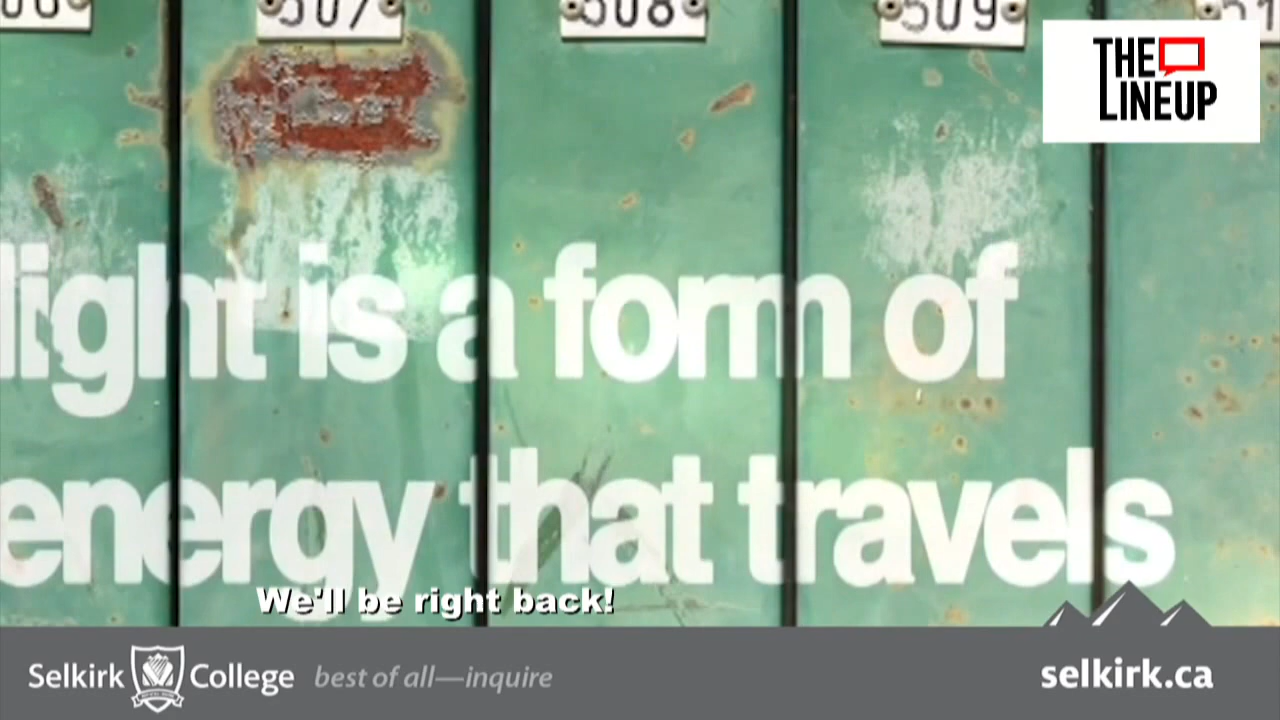 507
508
509
THE
LINEUP
light is a form of
energy that travels
We'll be right back!
Selkirk College best of all—inquire
selkirk.ca